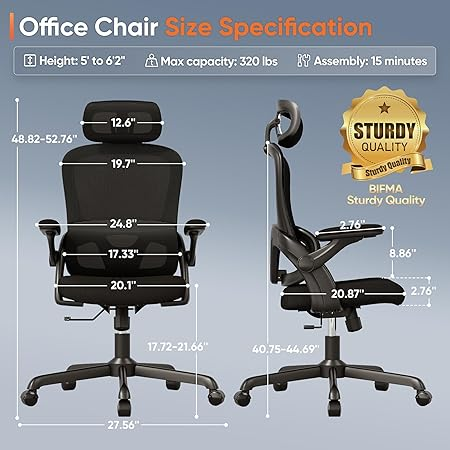 Office Chair Size Specification
Height: 5' to 6'2"
Max capacity: 320 lbs
Assembly: 15 minutes
12.6"
48.82-52.76"
19.7"
STURDY
QUALITY
Sturdy Quality
BIFMA
Sturdy Quality
24.8"
2.76"
17.33"
8.86"
20.1"
20.87"
2.76"
17.72-21.66"
40.75-44.69"
27.56"